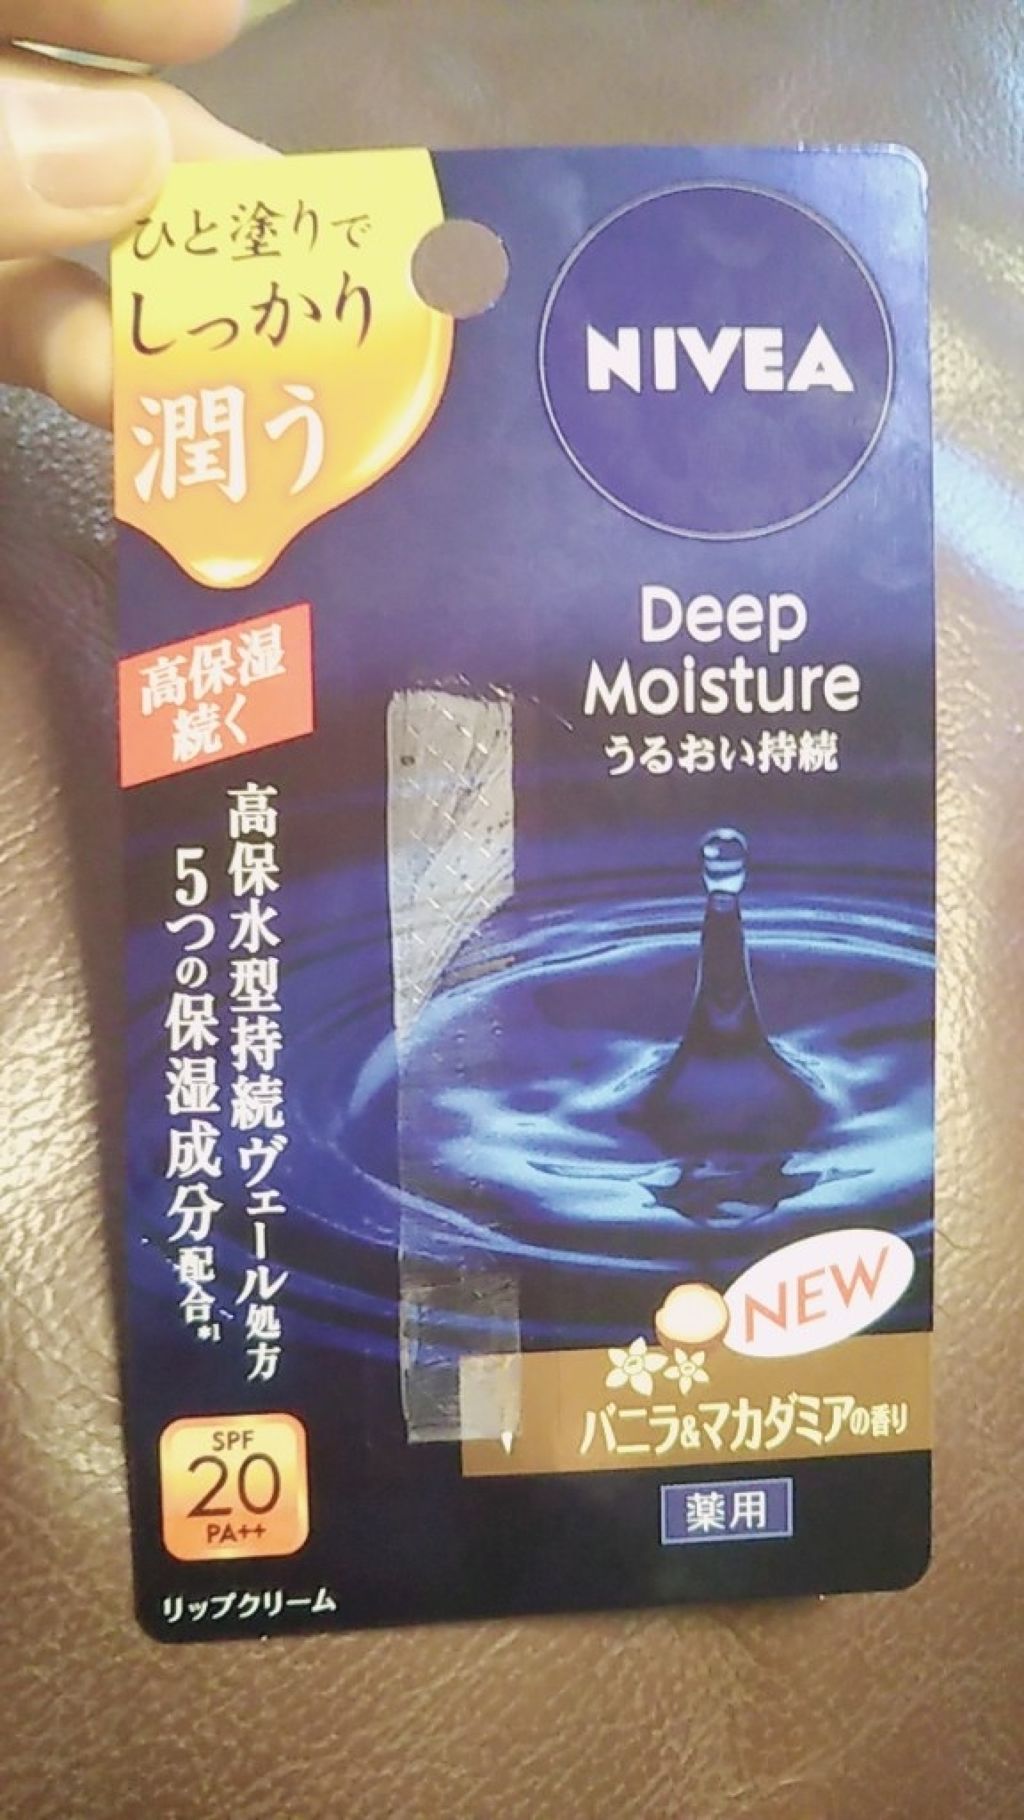 ひと塗りで
しっかり
潤う
NIVEA
Deep
Moisture
うるおい持続
高保湿
続く
高保水型持続ヴェール処方
5つの保湿成分配合*1
NEW
バニラ&マカダミアの香り
薬用
SPF
20
PA++
リップクリーム